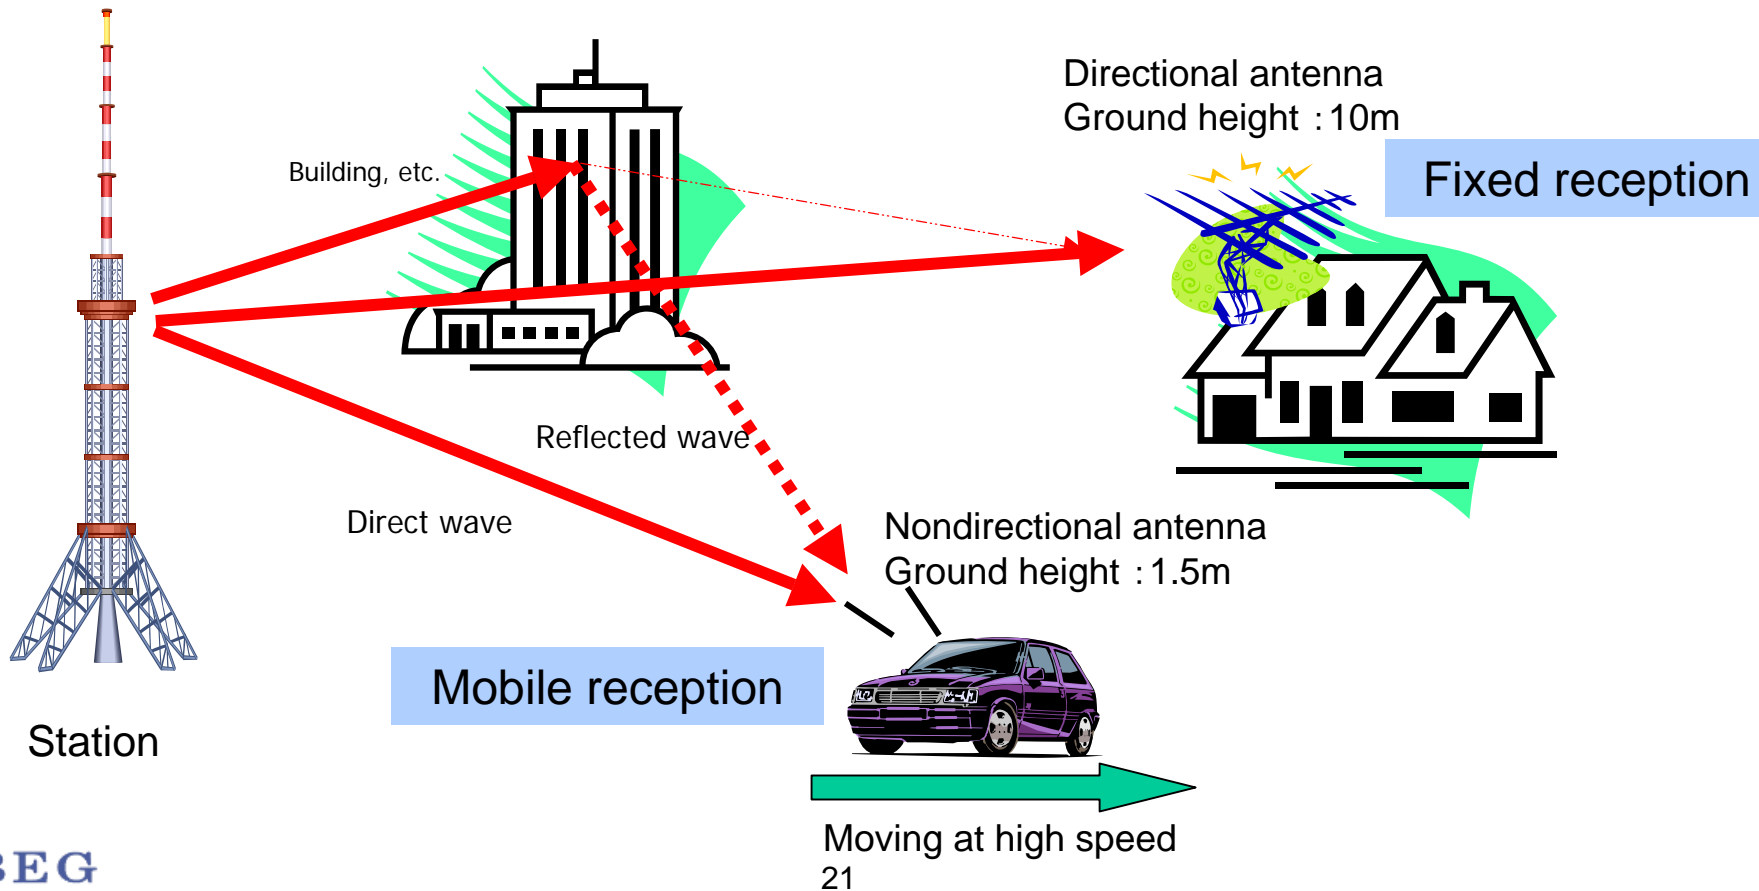 Directional antenna
Ground height : 10m
Fixed reception
Building, etc.
Reflected wave
Direct wave
Nondirectional antenna
Ground height : 1.5m
Mobile reception
Station
Moving at high speed
21
BEG